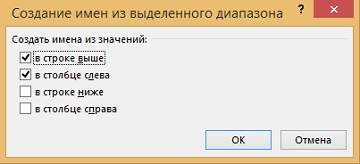 Создание имен из выделенного диапазона ? ×
Создать имена из значений:
в строке выше
в столбце слева
в строке ниже
в столбце справа
ОК Отмена